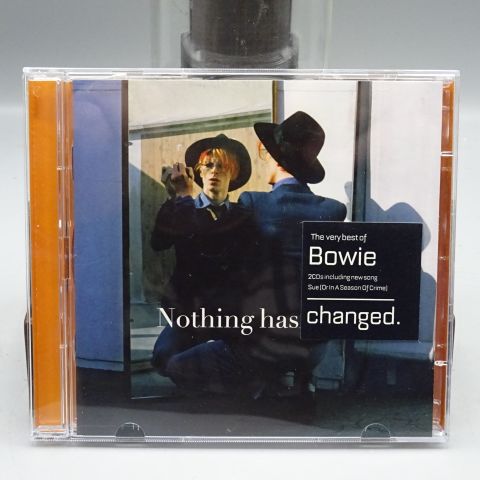 The very best of
Bowie
2CDs including new song
Sue (Or In A Season Of Crime)
Nothing has changed.